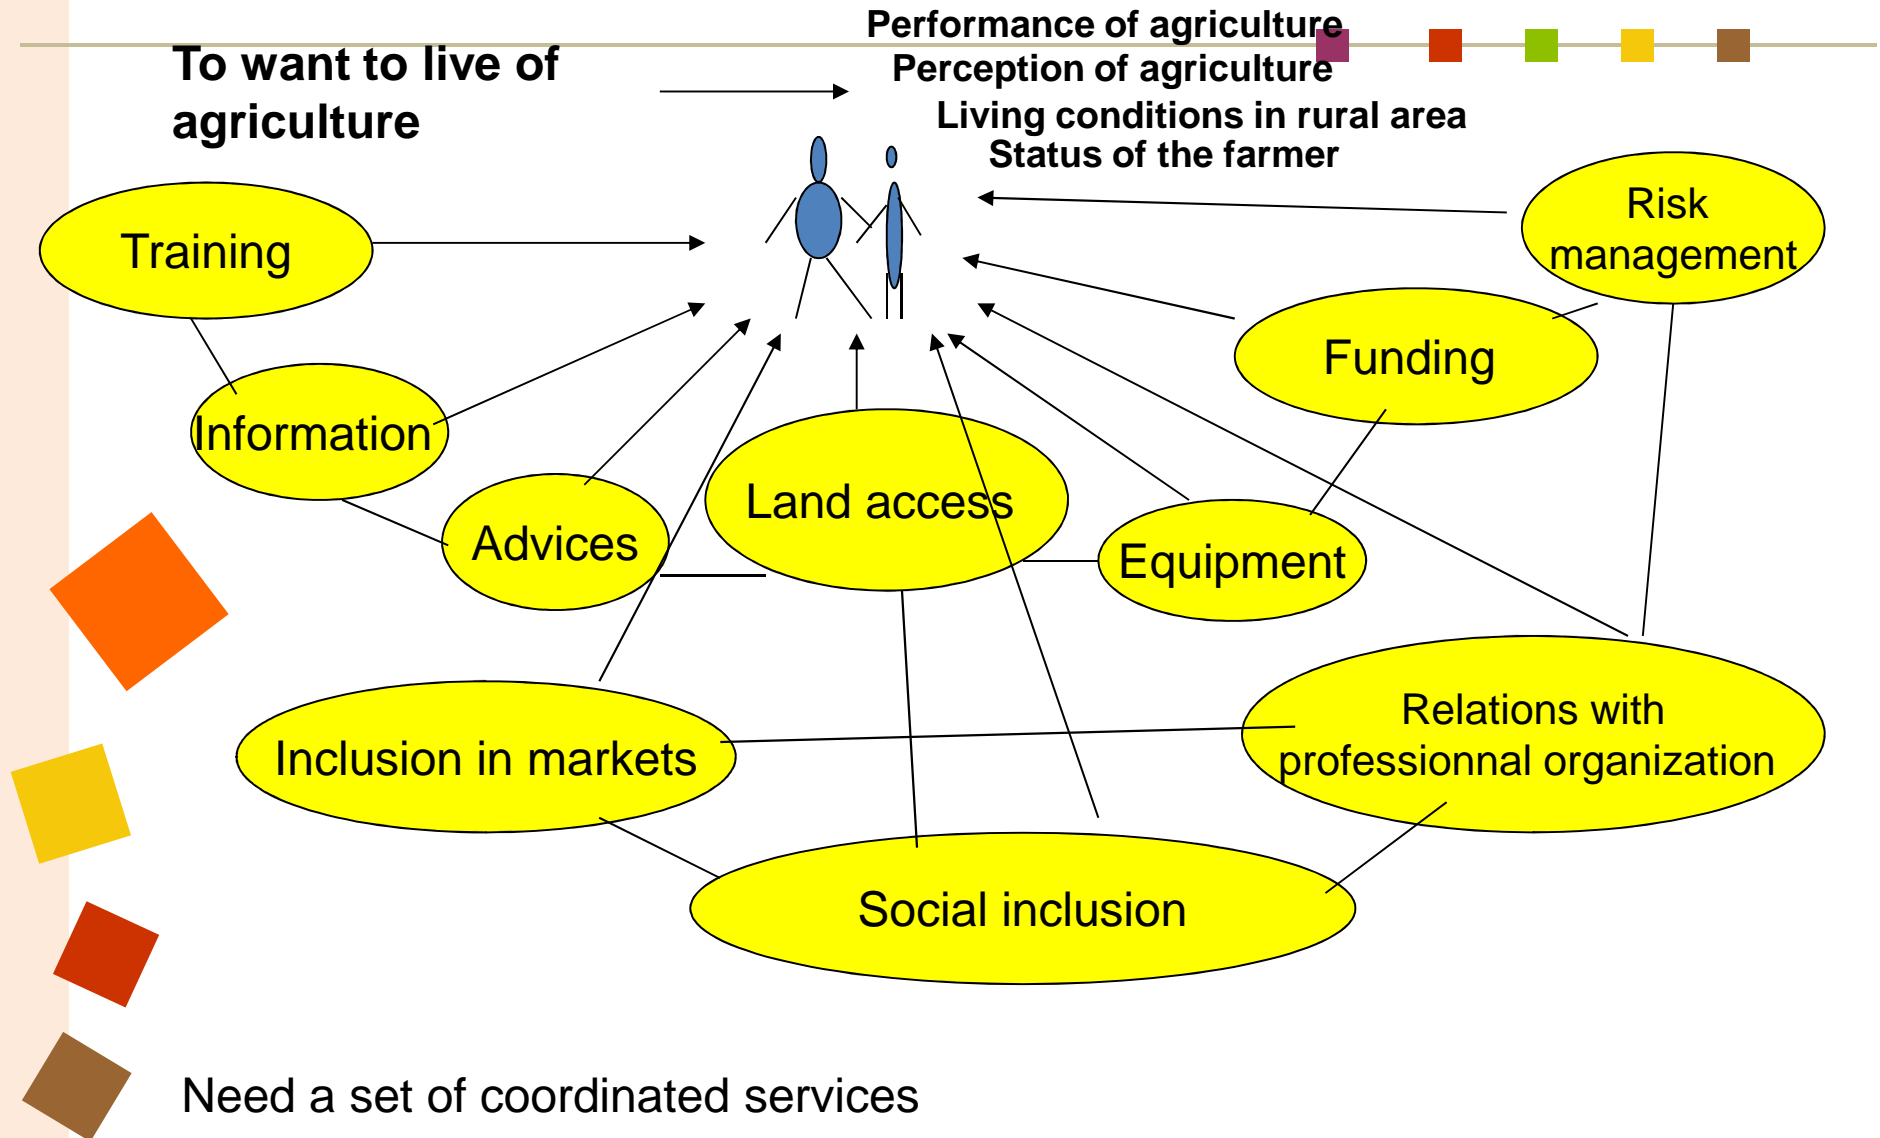 To want to live of
agriculture
Performance of agriculture
Perception of agriculture
Living conditions in rural area
Status of the farmer
Risk
management
Training
Funding
Information
Land access
Advices
Equipment
Relations with
professionnal organization
Inclusion in markets
Social inclusion
Need a set of coordinated services